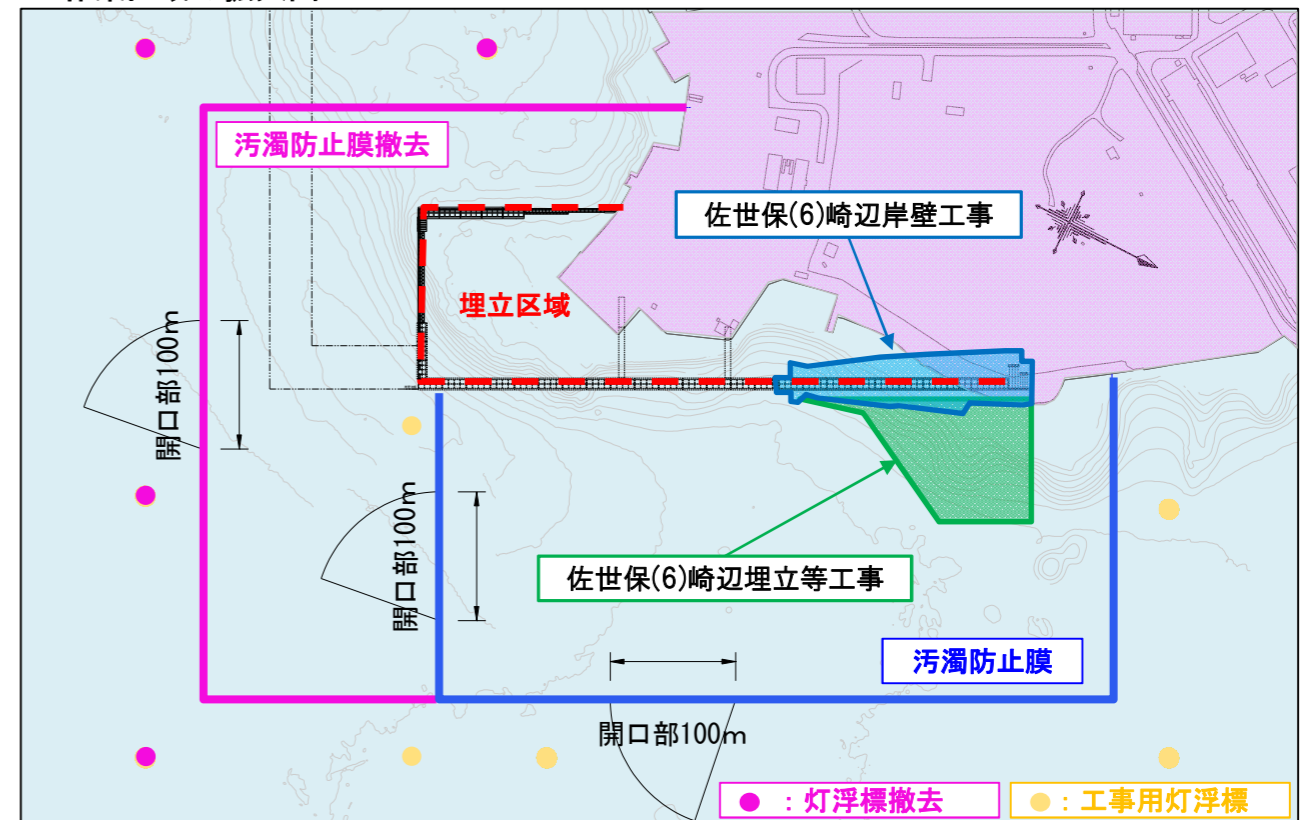 汚濁防止膜撤去
佐世保(6)崎辺岸壁工事
埋立区域
開口部100m
開口部100m
佐世保(6)崎辺埋立等工事
汚濁防止膜
開口部100m
●：灯浮標撤去
●：工事用灯浮標